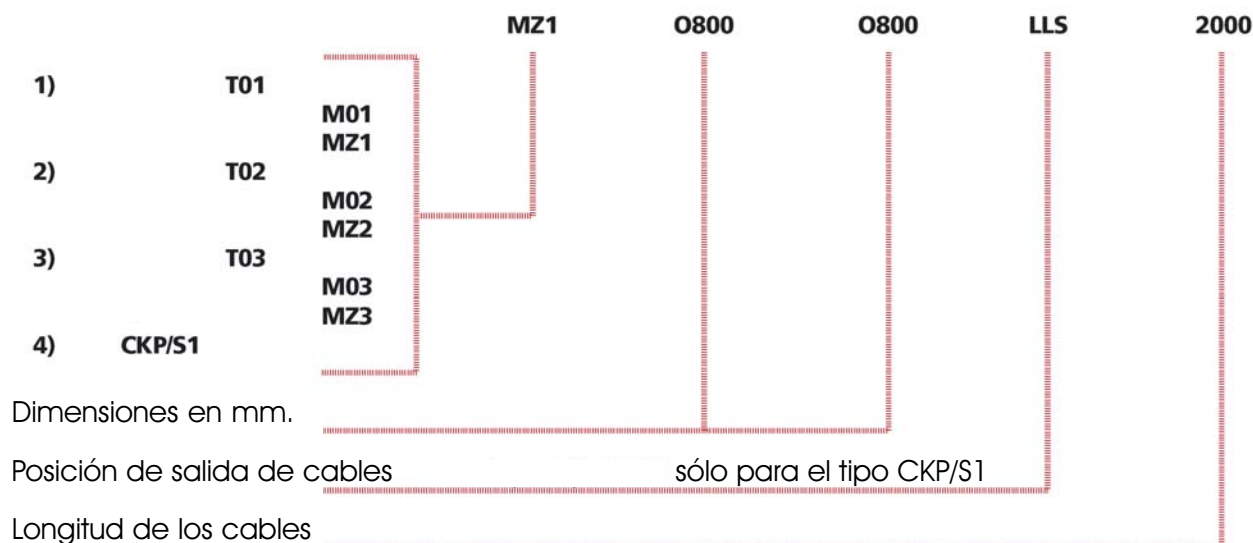 MZ1 O800 O800 LLS 2000
1) T01
M01
MZ1
2) T02
M02
MZ2
3) T03
M03
MZ3
4) CKP/S1
Dimensiones en mm.
Posición de salida de cables sólo para el tipo CKP/S1
Longitud de los cables